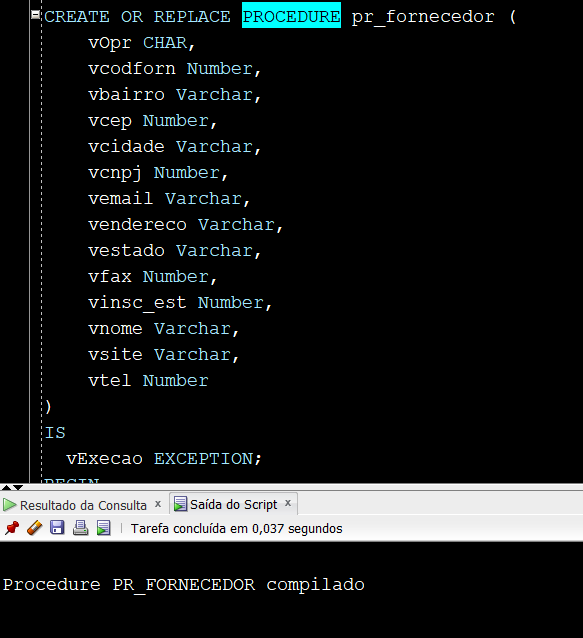 CREATE OR REPLACE PROCEDURE pr_fornecedor (
vOpr CHAR,
vcodforn Number,
vbairro Varchar,
vcep Number,
vcidade Varchar,
vcnpj Number,
vemail Varchar,
vendereco Varchar,
vestado Varchar,
vfax Number,
vinsc_est Number,
vnome Varchar,
vsite Varchar,
vtel Number
)
IS
vExecao EXCEPTION;
BEGIN
Resultado da Consulta x Saída do Script x
Tarefa concluída em 0,037 segundos
Procedure PR_FORNECEDOR compilado